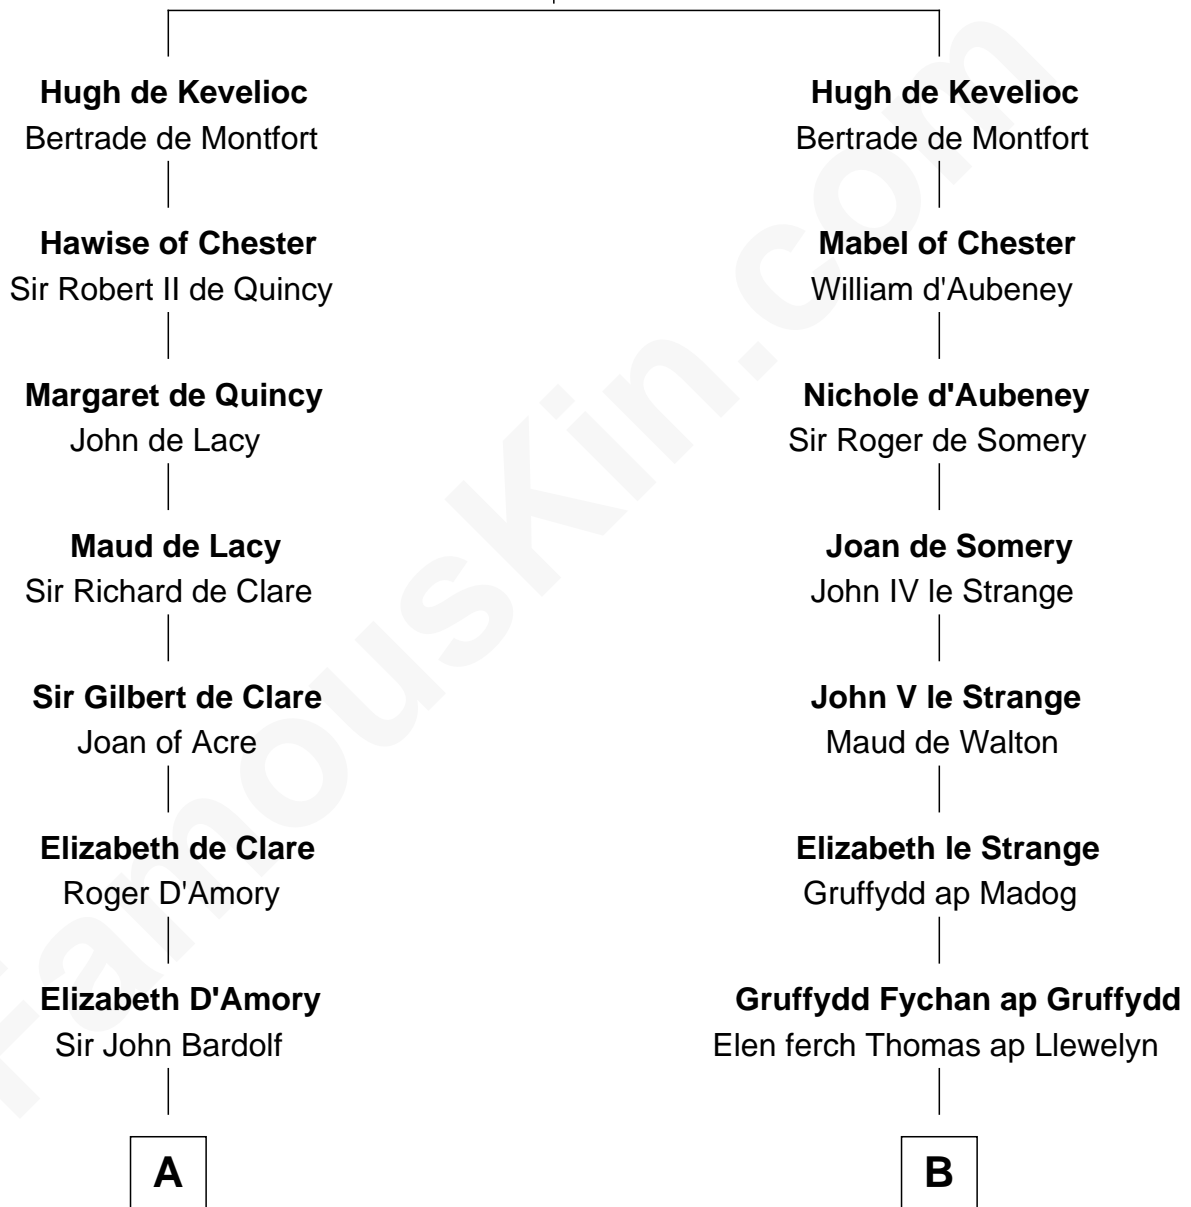 Hugh de Kevelioc
Bertrade de Montfort
Hawise of Chester
Sir Robert II de Quincy
Margaret de Quincy
John de Lacy
Maud de Lacy
Sir Richard de Clare
Sir Gilbert de Clare
Joan of Acre
Elizabeth de Clare
Roger D'Amory
Elizabeth D'Amory
Sir John Bardolf
A
Hugh de Kevelioc
Bertrade de Montfort
Mabel of Chester
William d'Aubeney
Nichole d'Aubeney
Sir Roger de Somery
Joan de Somery
John IV le Strange
John V le Strange
Maud de Walton
Elizabeth le Strange
Gruffydd ap Madog
Gruffydd Fychan ap Gruffydd
Elen ferch Thomas ap Llewelyn
B
FamousKin.com